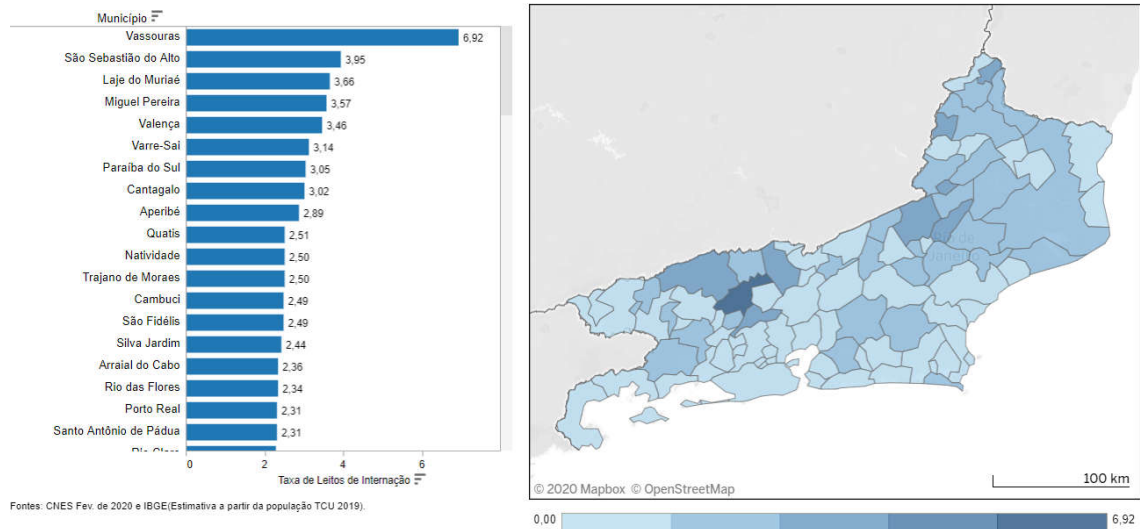 Município
Vassouras 6,92
São Sebastião do Alto 3,95
Laje do Muriaé 3,66
Miguel Pereira 3,57
Valença 3,46
Varre-Sai 3,14
Paraíba do Sul 3,05
Cantagalo 3,02
Aperibé 2,89
Quatis 2,51
Natividade 2,50
Trajano de Moraes 2,50
Cambuci 2,49
São Fidélis 2,49
Silva Jardim 2,44
Arraial do Cabo 2,36
Rio das Flores 2,34
Porto Real 2,31
Santo Antônio de Pádua 2,31
0 2 4 6
Taxa de Leitos de Internação
Fontes: CNES Fev. de 2020 e IBGE(Estimativa a partir da população TCU 2019).
Rio de
Janeiro
100 km
© 2020 Mapbox © OpenStreetMap
0,00 6,92